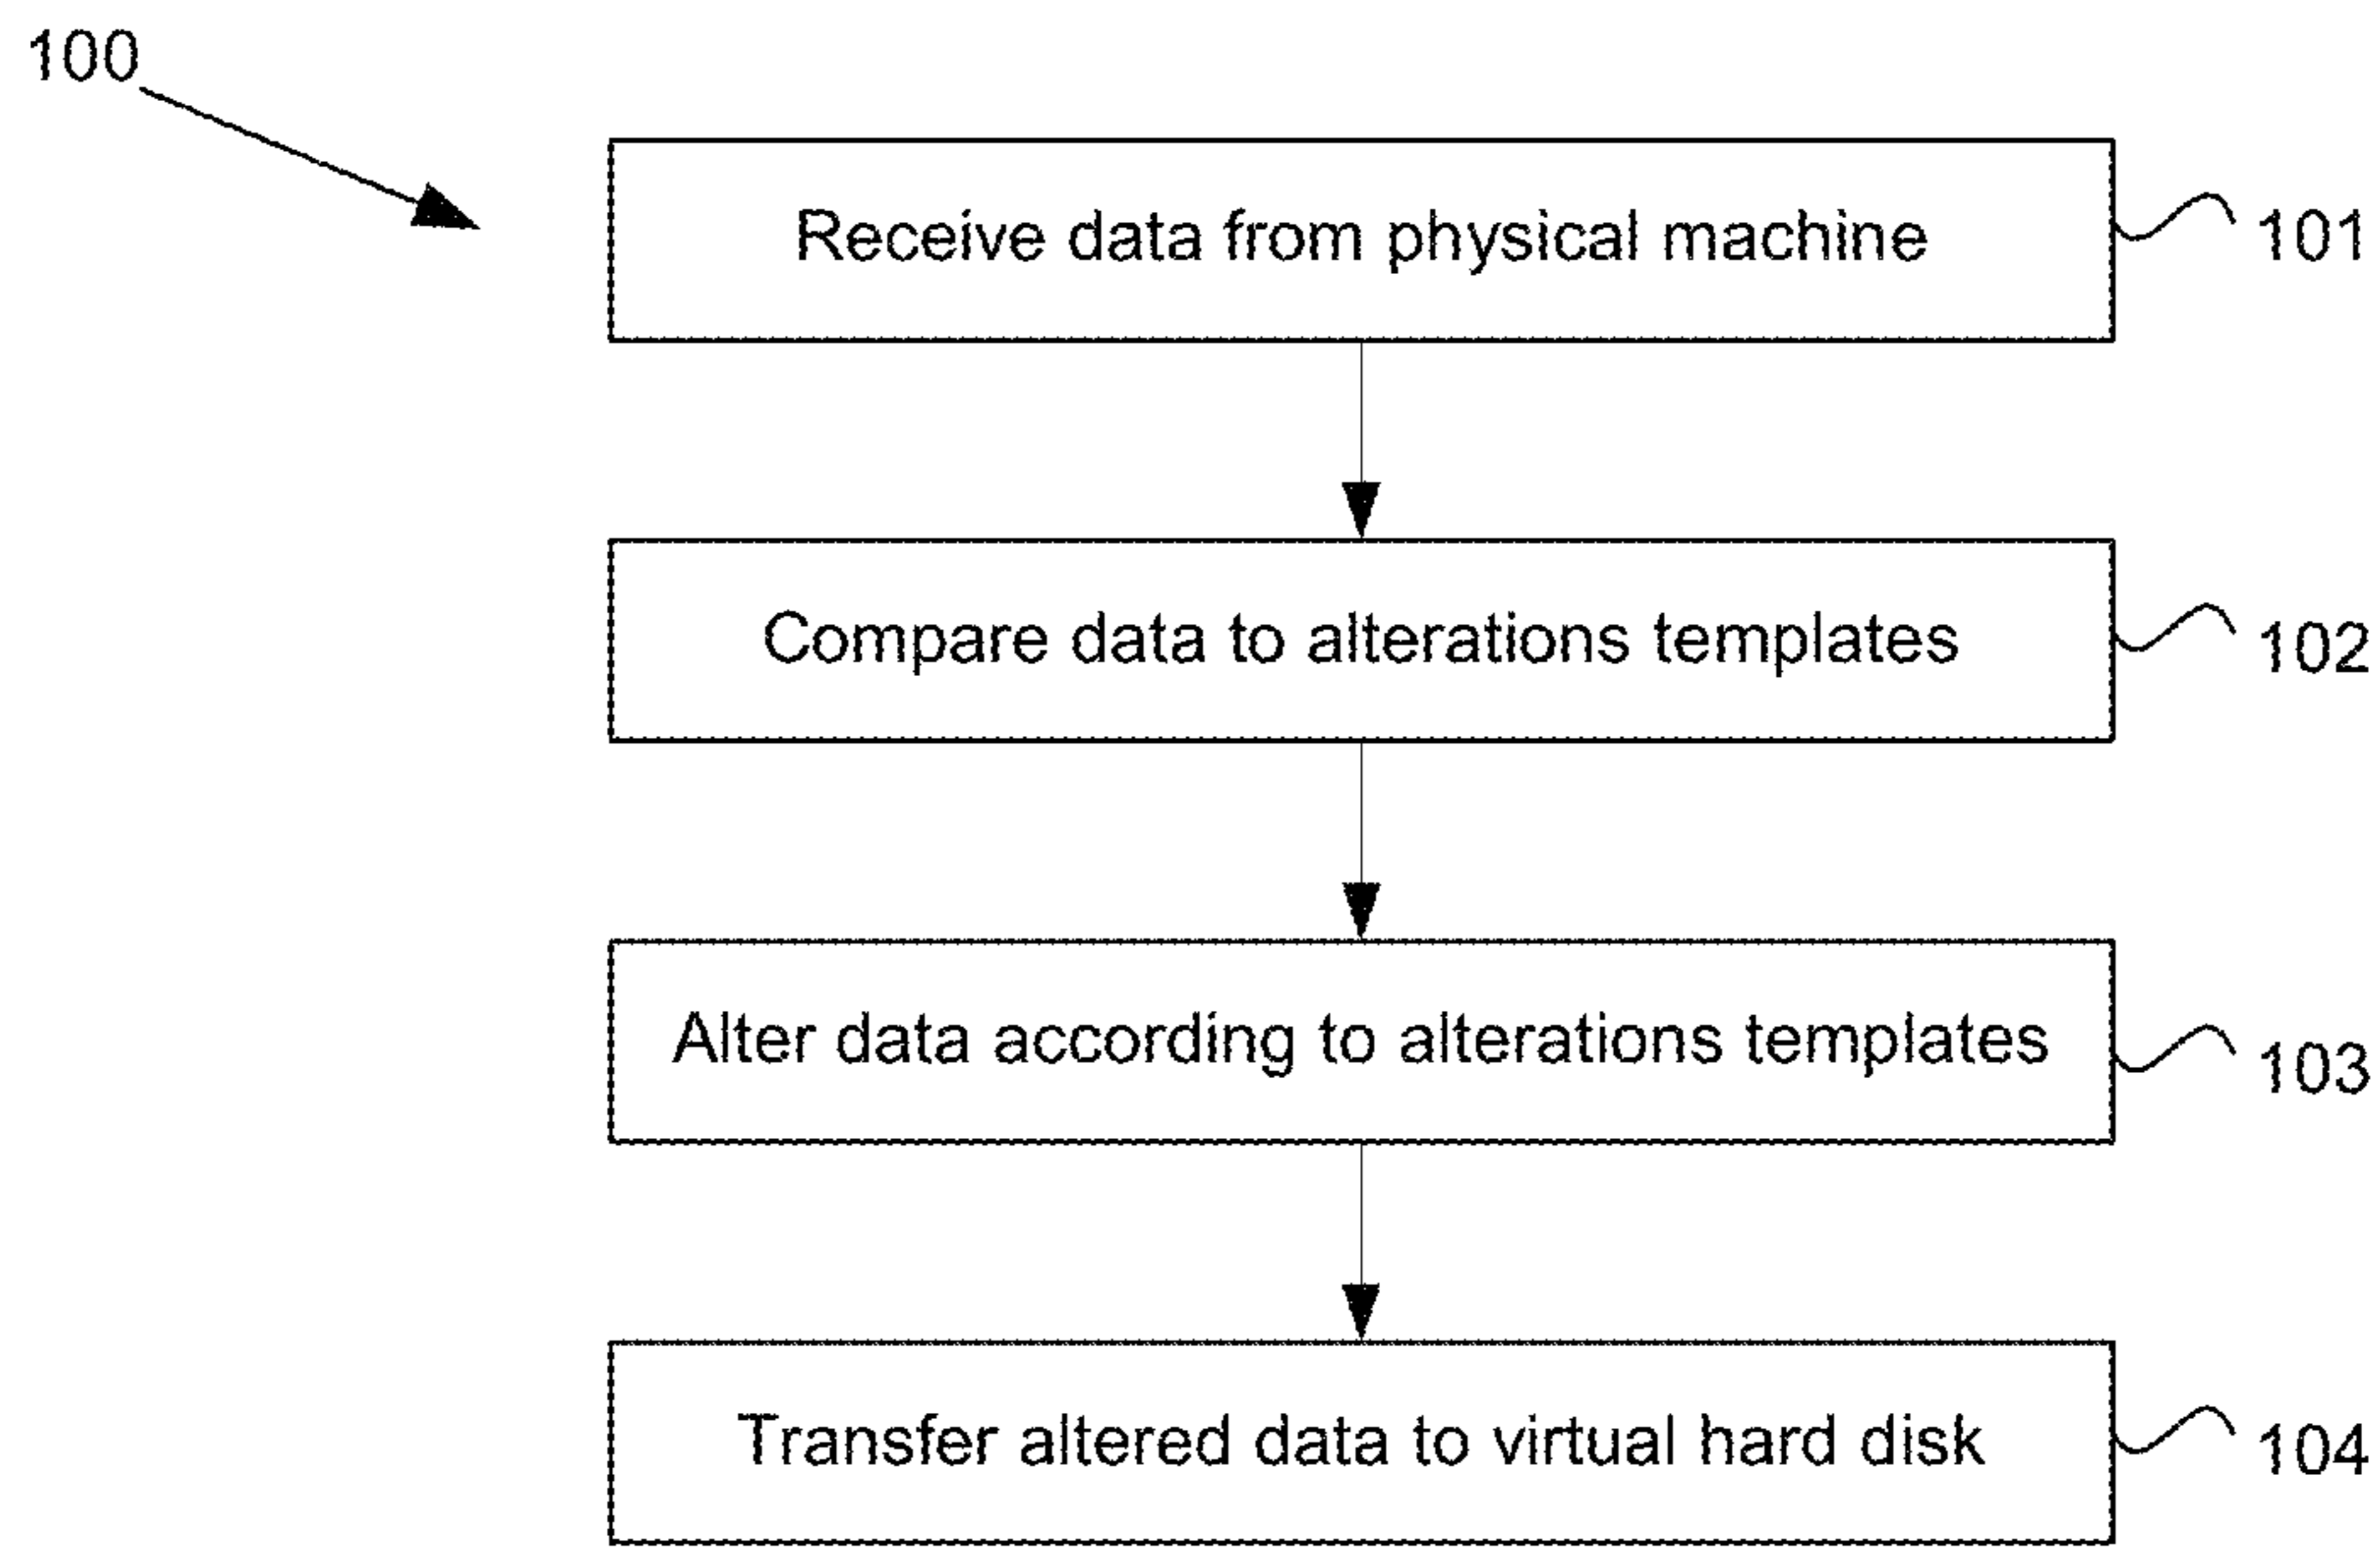 100
Receive data from physical machine
101
Compare data to alterations templates
102
Alter data according to alterations templates
103
Transfer altered data to virtual hard disk
104